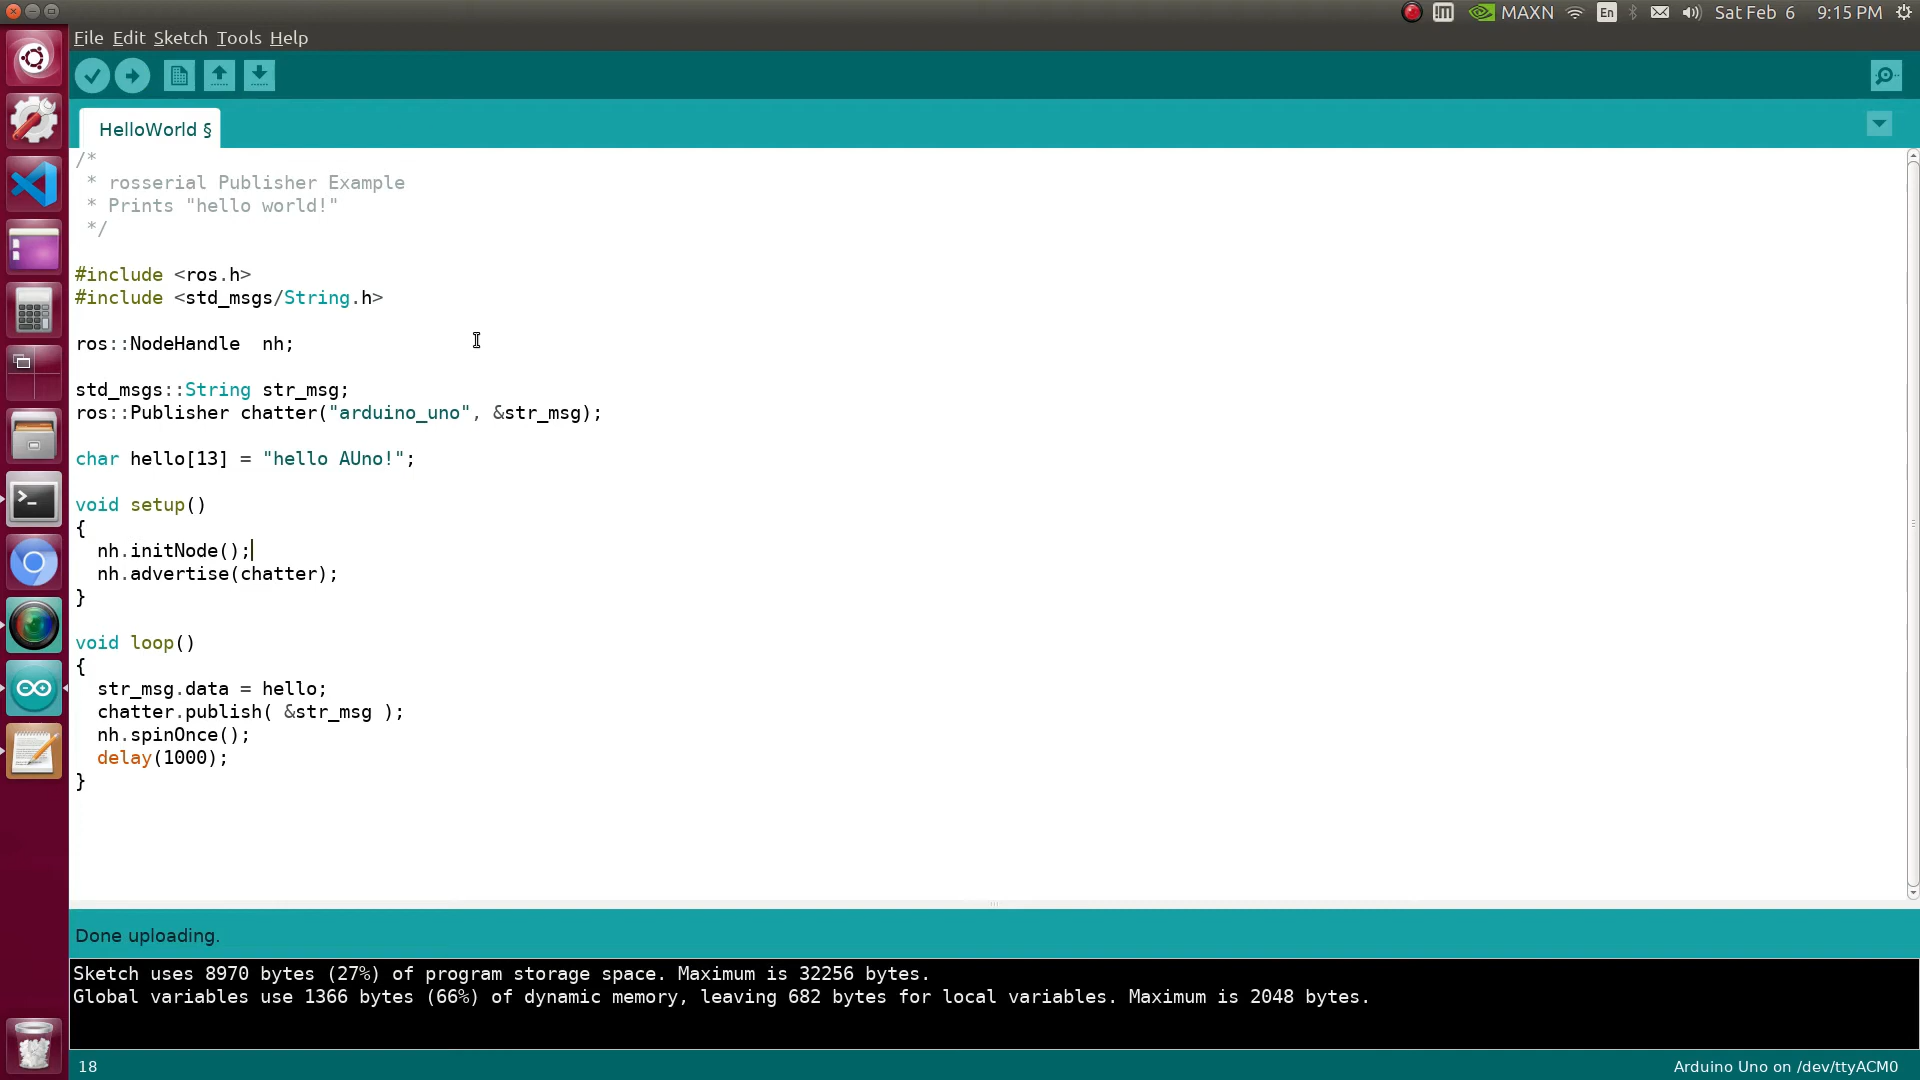 MAXN En Sat Feb 6 9:15 PM
File Edit Sketch Tools Help
HelloWorld §
/*
 * rosserial Publisher Example
 * Prints "hello world!"
 */
#include <ros.h>
#include <std_msgs/String.h>
ros::NodeHandle  nh;
std_msgs::String str_msg;
ros::Publisher chatter("arduino_uno", &str_msg);
char hello[13] = "hello AUno!";
void setup()
{
  nh.initNode();
  nh.advertise(chatter);
}
void loop()
{
  str_msg.data = hello;
  chatter.publish( &str_msg );
  nh.spinOnce();
  delay(1000);
}
Done uploading.
Sketch uses 8970 bytes (27%) of program storage space. Maximum is 32256 bytes.
Global variables use 1366 bytes (66%) of dynamic memory, leaving 682 bytes for local variables. Maximum is 2048 bytes.
18 Arduino Uno on /dev/ttyACM0